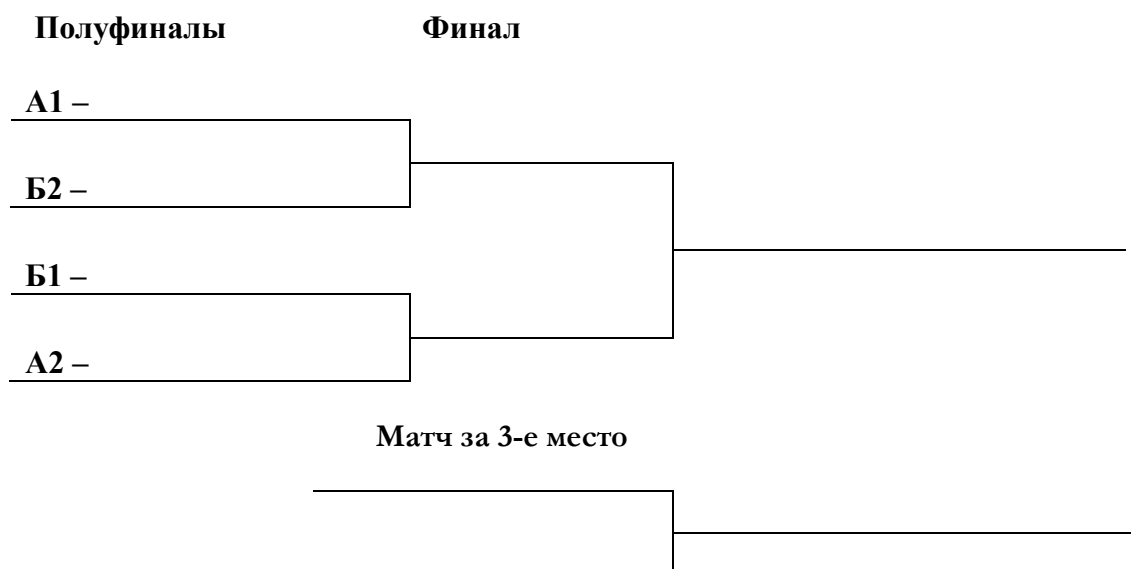 Полуфиналы Финал
А1 –
Б2 –
Б1 –
А2 –
Матч за 3-е место